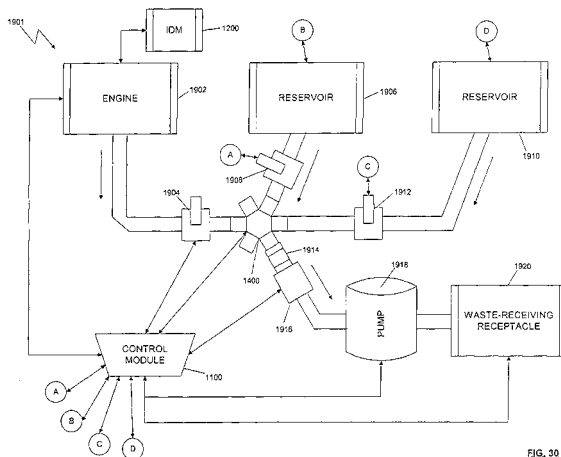 1901
IDM
1200
B
D
ENGINE
1902
RESERVOIR
1906
RESERVOIR
1910
A
1908
C
1912
1904
1914
1400
1916
1918
PUMP
1920
WASTE-RECEIVING
RECEPTACLE
CONTROL
MODULE
1100
A
B
C
D
FIG. 30